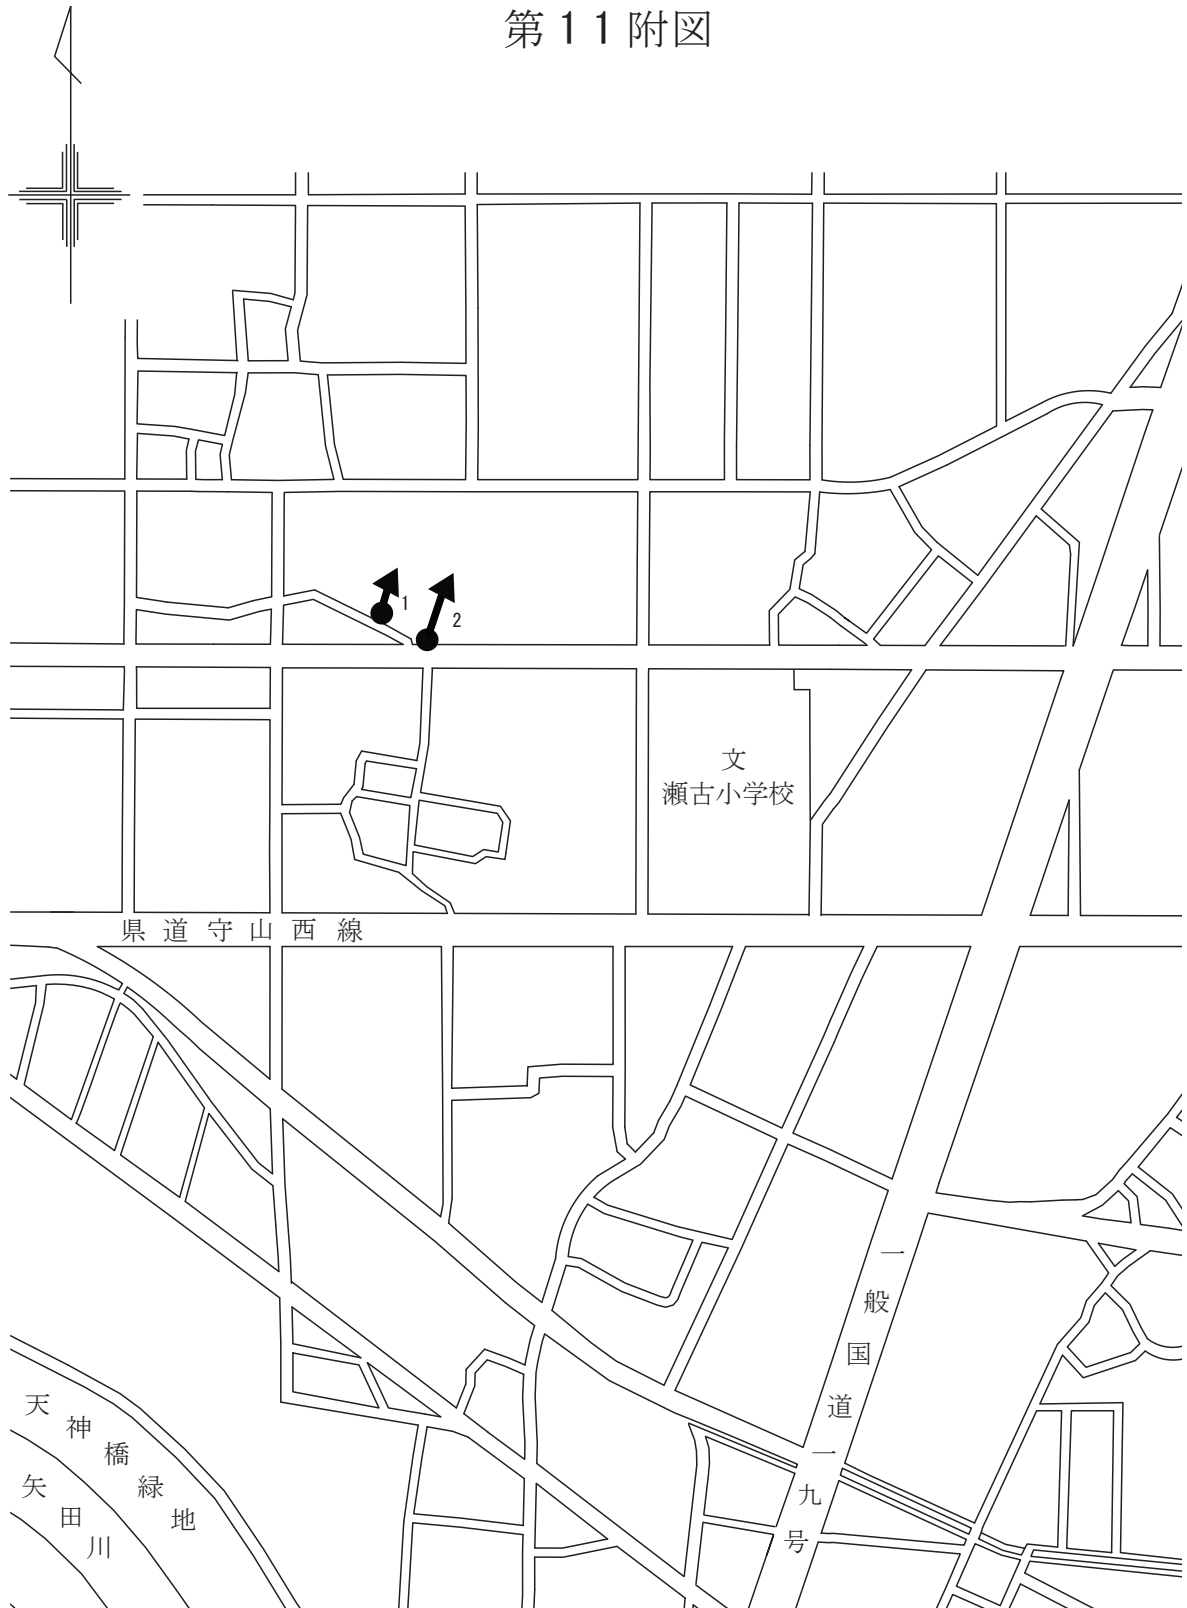 第11附図
1
2
文
瀬古小学校
県道守山西線
一般国道一九号
天神橋緑地
矢田川